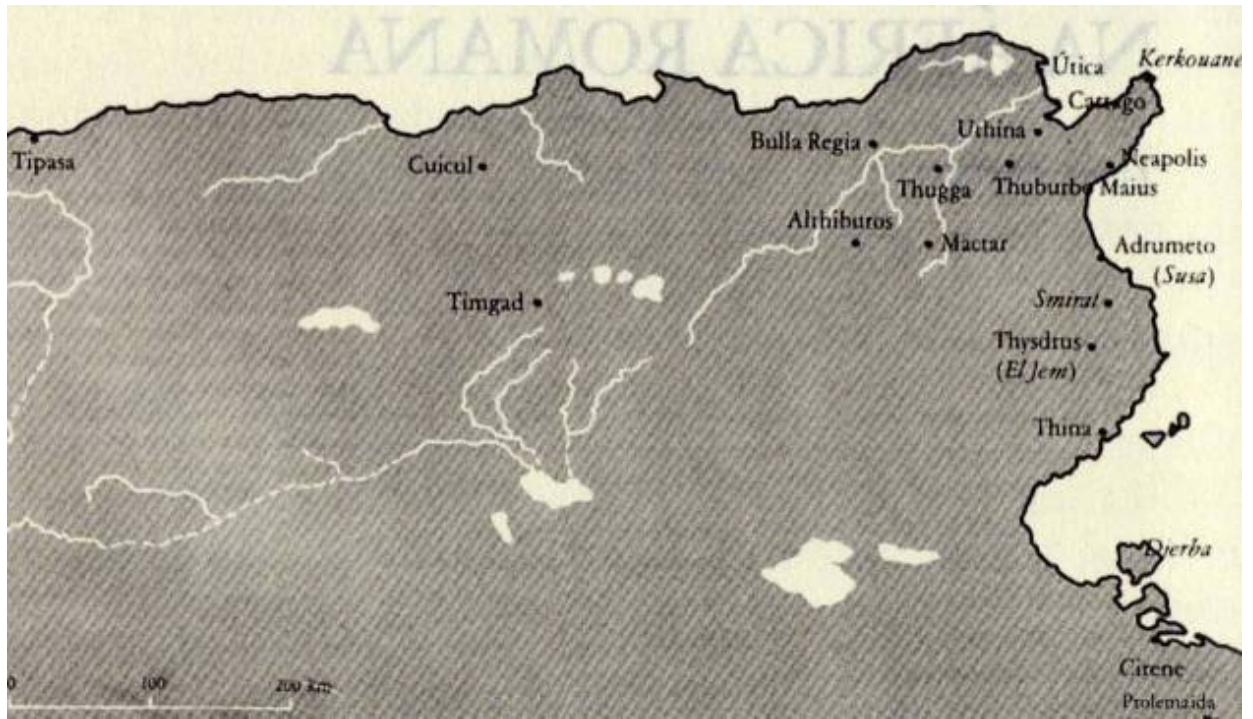 NA ÁFRICA ROMANA
Útica
Kerkouane
Cartago
Uthina
Bulla Regia
Tipasa
Cuicul
Neapolis
Thugga
Thuburbo Maius
Althiburos
Mactar
Adrumeto
(Susa)
Timgad
Smirat
Thysdrus
(El Jem)
Thina
Djerba
Cirene
Ptolemaida
0 100 200 km